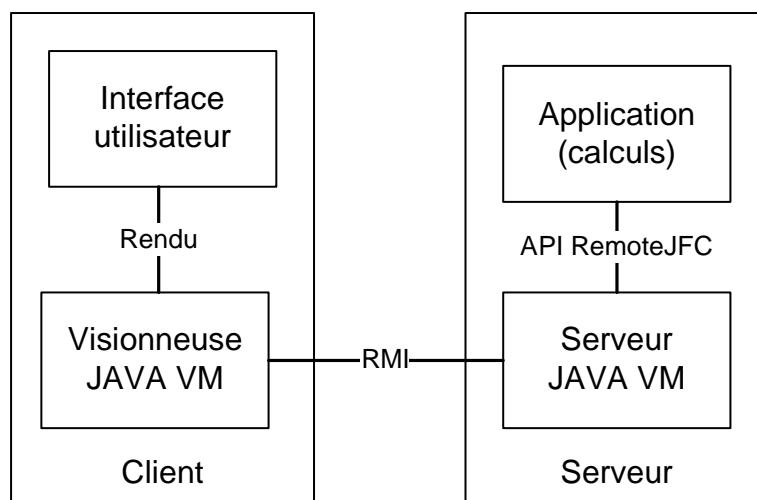 Interface
utilisateur
Rendu
Visionneuse
JAVA VM
Client
RMI
Application
(calculs)
API RemoteJFC
Serveur
JAVA VM
Serveur